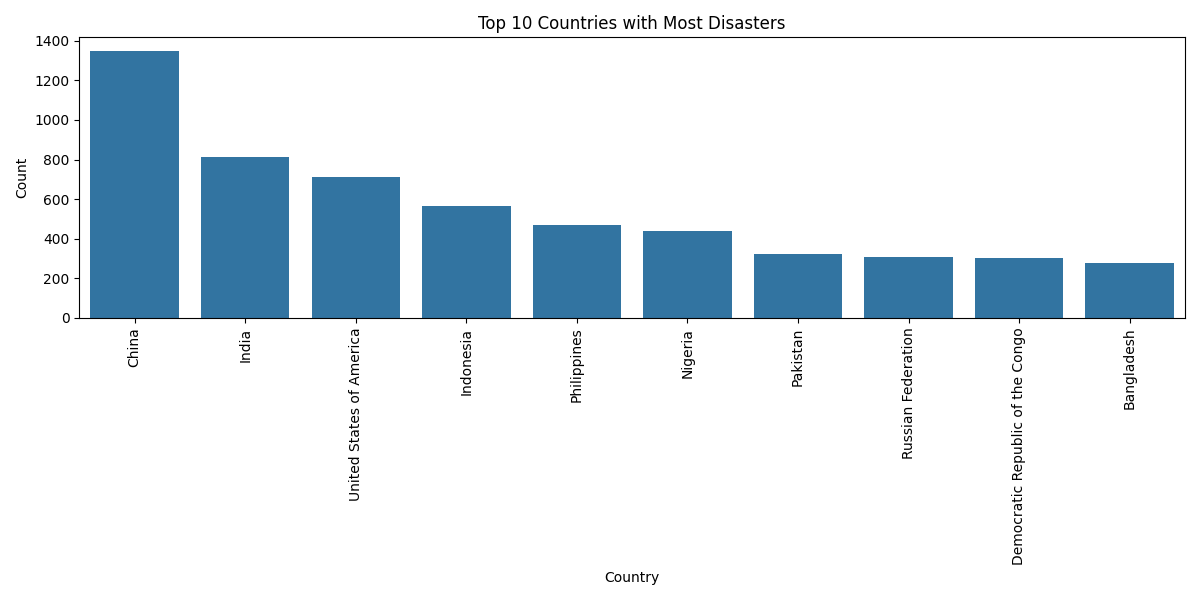 Top 10 Countries with Most Disasters
Count
1400
1200
1000
800
600
400
200
0
China
India
United States of America
Indonesia
Philippines
Nigeria
Pakistan
Russian Federation
Democratic Republic of the Congo
Bangladesh
Country